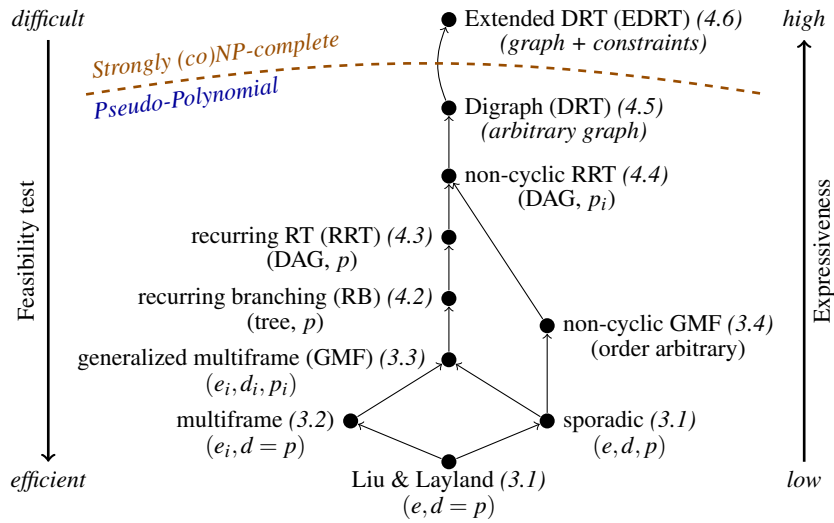 difficult
Extended DRT (EDRT) (4.6)
high
(graph + constraints)
Strongly (co)NP-complete
Pseudo-Polynomial
Digraph (DRT) (4.5)
(arbitrary graph)
non-cyclic RRT (4.4)
(DAG, p_i)
Feasibility test
Expressiveness
recurring RT (RRT) (4.3)
(DAG, p)
recurring branching (RB) (4.2)
(tree, p)
non-cyclic GMF (3.4)
(order arbitrary)
generalized multiframe (GMF) (3.3)
(e_i, d_i, p_i)
multiframe (3.2)
(e_i, d = p)
sporadic (3.1)
(e, d, p)
efficient
Liu & Layland (3.1)
low
(e, d = p)